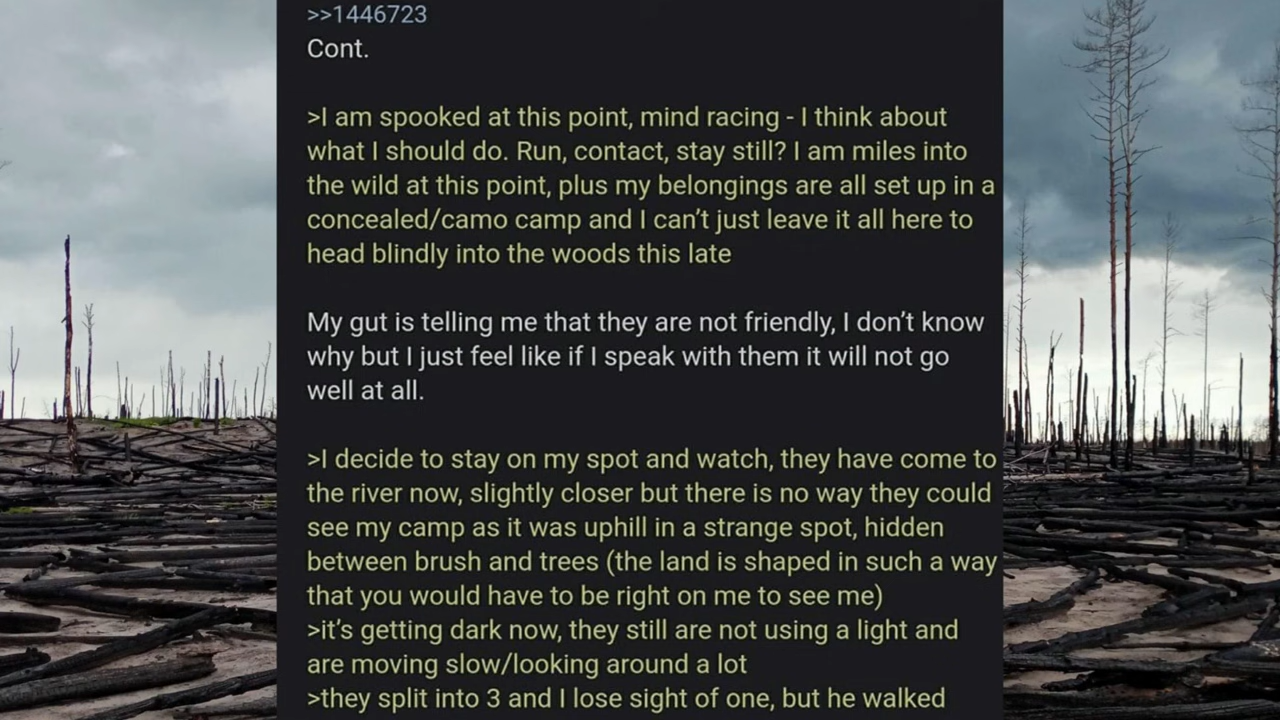 >>1446723
Cont.
>I am spooked at this point, mind racing - I think about
what I should do. Run, contact, stay still? I am miles into
the wild at this point, plus my belongings are all set up in a
concealed/camo camp and I can’t just leave it all here to
head blindly into the woods this late
My gut is telling me that they are not friendly, I don’t know
why but I just feel like if I speak with them it will not go
well at all.
>I decide to stay on my spot and watch, they have come to
the river now, slightly closer but there is no way they could
see my camp as it was uphill in a strange spot, hidden
between brush and trees (the land is shaped in such a way
that you would have to be right on me to see me)
>it’s getting dark now, they still are not using a light and
are moving slow/looking around a lot
>they split into 3 and I lose sight of one, but he walked